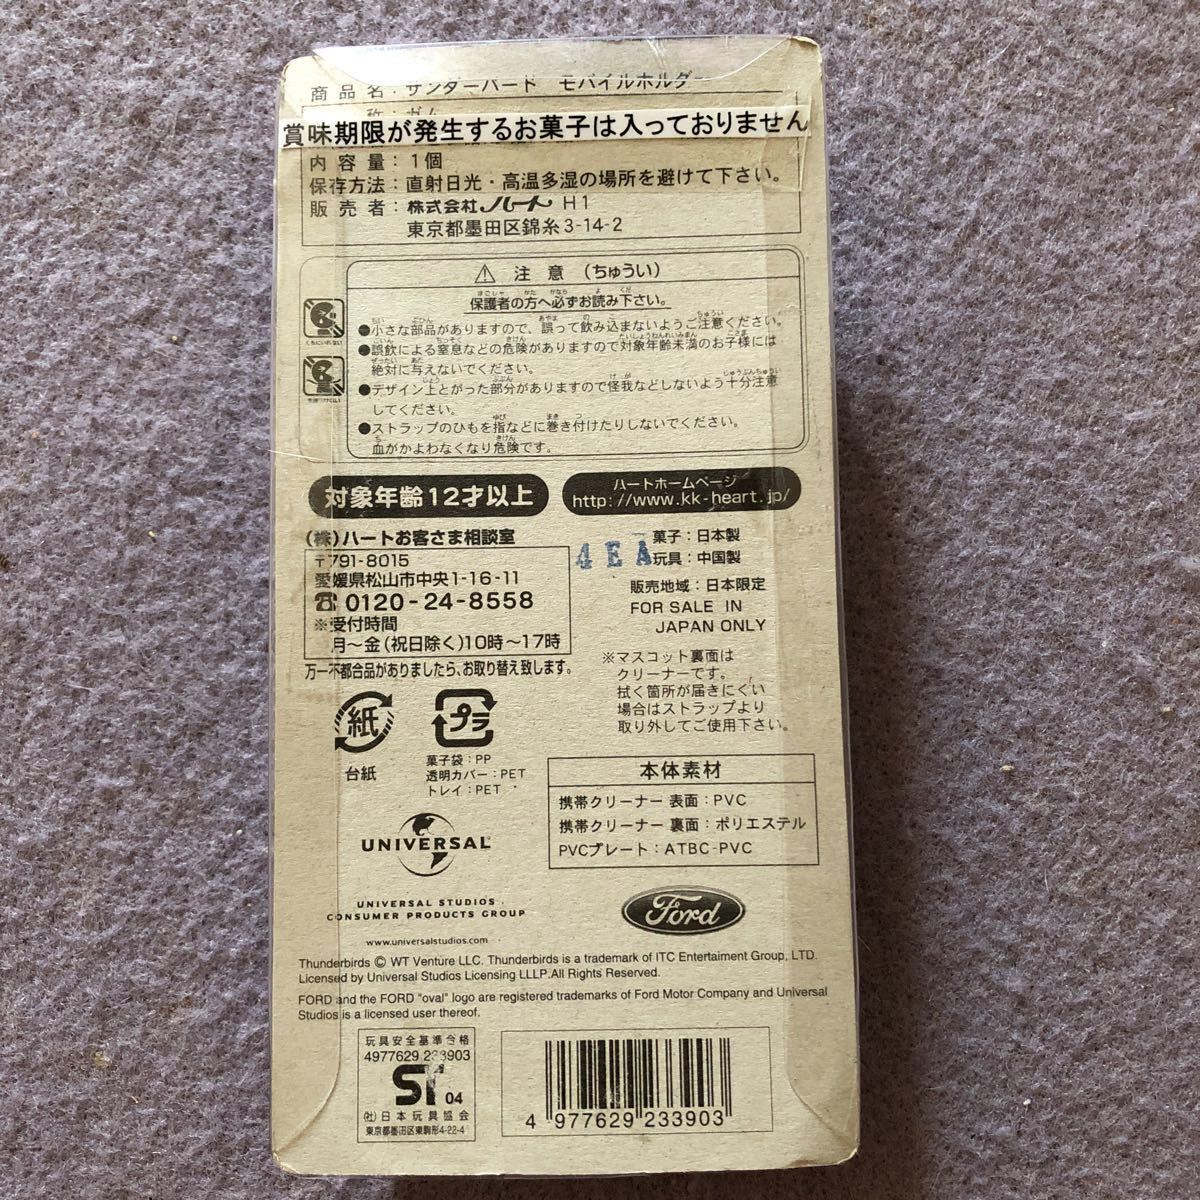 商品名：サンダーバード モバイルホルダー
称：ガム
賞味期限が発生するお菓子は入っておりません
内容量：1個
保存方法：直射日光・高温多湿の場所を避けて下さい。
販売者：株式会社ハート H1
東京都墨田区錦糸3-14-2
⚠ 注意（ちゅうい）
保護者の方へ必ずお読み下さい。
●小さな部品がありますので、誤って飲み込まないようご注意ください。
●誤飲による窒息などの危険がありますので対象年齢未満のお子様には
絶対に与えないでください。
●デザイン上とがった部分がありますので怪我などしないよう十分注意
してください。
●ストラップのひもを指などに巻き付けたりしないでください。
血がかよわなくなり危険です。
くちにいれない
対象年齢12才以上
ハートホームページ
http://www.kk-heart.jp/
(株)ハートお客さま相談室
〒791-8015
愛媛県松山市中央1-16-11
☎0120-24-8558
※受付時間
月〜金(祝日除く)10時〜17時
万一不都合品がありましたら、お取り替え致します。
4EA
菓子：日本製
玩具：中国製
販売地域：日本限定
FOR SALE IN
JAPAN ONLY
※マスコット裏面は
クリーナーです。
拭く箇所が届きにくい
場合はストラップより
取り外してご使用下さい。
紙
台紙
プラ
菓子袋：PP
透明カバー：PET
トレイ：PET
本体素材
携帯クリーナー 表面：PVC
携帯クリーナー 裏面：ポリエステル
PVCプレート：ATBC-PVC
UNIVERSAL
UNIVERSAL STUDIOS
CONSUMER PRODUCTS GROUP
www.universalstudios.com
Ford
Thunderbirds © WT Venture LLC. Thunderbirds is a trademark of ITC Entertaiment Group, LTD.
Licensed by Universal Studios Licensing LLLP.All Rights Reserved.
FORD and the FORD "oval" logo are registered trademarks of Ford Motor Company and Universal
Studios is a licensed user thereof.
玩具安全基準合格
4977629 233903
ST 04
(社)日本玩具協会
東京都墨田区東駒形4-22-4
4 977629 233903